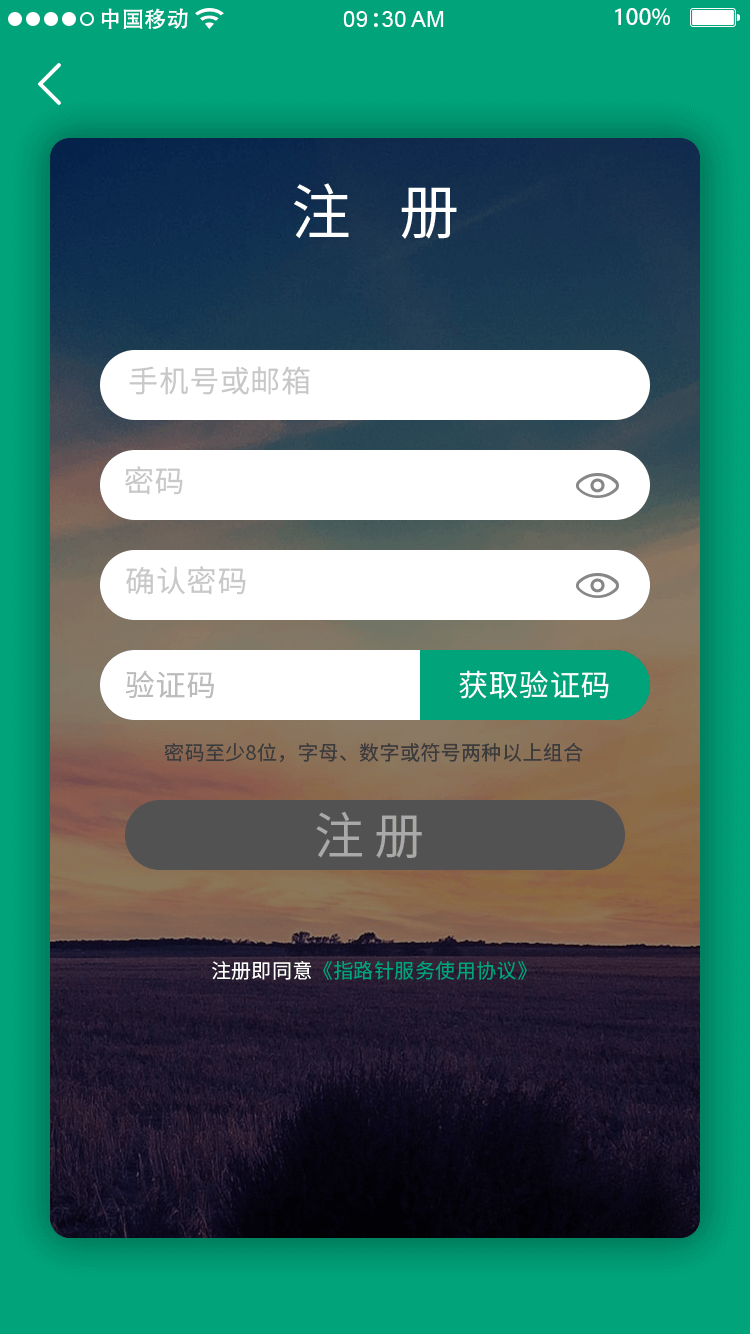 中国移动 09:30 AM 100%
注 册
手机号或邮箱
密码
确认密码
验证码 获取验证码
密码至少8位，字母、数字或符号两种以上组合
注册
注册即同意《指路针服务使用协议》